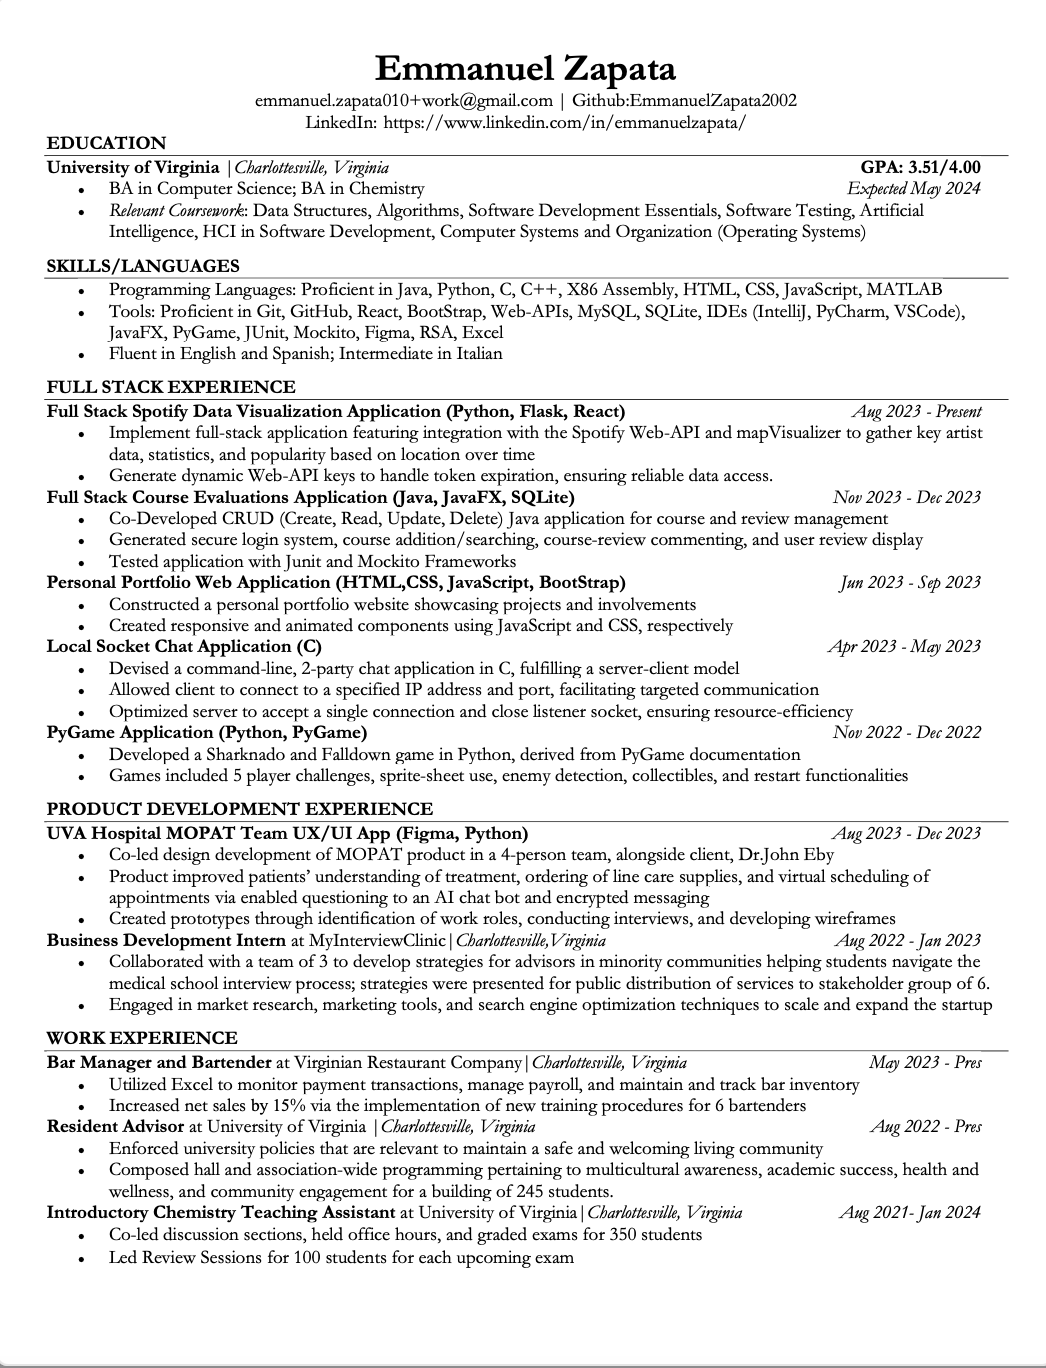 Emmanuel Zapata
emmanuel.zapata010+work@gmail.com | Github:EmmanuelZapata2002
LinkedIn: https://www.linkedin.com/in/emmanuelzapata/
EDUCATION
University of Virginia | Charlottesville, Virginia GPA: 3.51/4.00
• BA in Computer Science; BA in Chemistry Expected May 2024
• Relevant Coursework: Data Structures, Algorithms, Software Development Essentials, Software Testing, Artificial
Intelligence, HCI in Software Development, Computer Systems and Organization (Operating Systems)
SKILLS/LANGUAGES
• Programming Languages: Proficient in Java, Python, C, C++, X86 Assembly, HTML, CSS, JavaScript, MATLAB
• Tools: Proficient in Git, GitHub, React, BootStrap, Web-APIs, MySQL, SQLite, IDEs (IntelliJ, PyCharm, VSCode),
JavaFX, PyGame, JUnit, Mockito, Figma, RSA, Excel
• Fluent in English and Spanish; Intermediate in Italian
FULL STACK EXPERIENCE
Full Stack Spotify Data Visualization Application (Python, Flask, React) Aug 2023 - Present
• Implement full-stack application featuring integration with the Spotify Web-API and mapVisualizer to gather key artist
data, statistics, and popularity based on location over time
• Generate dynamic Web-API keys to handle token expiration, ensuring reliable data access.
Full Stack Course Evaluations Application (Java, JavaFX, SQLite) Nov 2023 - Dec 2023
• Co-Developed CRUD (Create, Read, Update, Delete) Java application for course and review management
• Generated secure login system, course addition/searching, course-review commenting, and user review display
• Tested application with Junit and Mockito Frameworks
Personal Portfolio Web Application (HTML,CSS, JavaScript, BootStrap) Jun 2023 - Sep 2023
• Constructed a personal portfolio website showcasing projects and involvements
• Created responsive and animated components using JavaScript and CSS, respectively
Local Socket Chat Application (C) Apr 2023 - May 2023
• Devised a command-line, 2-party chat application in C, fulfilling a server-client model
• Allowed client to connect to a specified IP address and port, facilitating targeted communication
• Optimized server to accept a single connection and close listener socket, ensuring resource-efficiency
PyGame Application (Python, PyGame) Nov 2022 - Dec 2022
• Developed a Sharknado and Falldown game in Python, derived from PyGame documentation
• Games included 5 player challenges, sprite-sheet use, enemy detection, collectibles, and restart functionalities
PRODUCT DEVELOPMENT EXPERIENCE
UVA Hospital MOPAT Team UX/UI App (Figma, Python) Aug 2023 - Dec 2023
• Co-led design development of MOPAT product in a 4-person team, alongside client, Dr.John Eby
• Product improved patients' understanding of treatment, ordering of line care supplies, and virtual scheduling of
appointments via enabled questioning to an AI chat bot and encrypted messaging
• Created prototypes through identification of work roles, conducting interviews, and developing wireframes
Business Development Intern at MyInterviewClinic|Charlottesville,Virginia Aug 2022 - Jan 2023
• Collaborated with a team of 3 to develop strategies for advisors in minority communities helping students navigate the
medical school interview process; strategies were presented for public distribution of services to stakeholder group of 6.
• Engaged in market research, marketing tools, and search engine optimization techniques to scale and expand the startup
WORK EXPERIENCE
Bar Manager and Bartender at Virginian Restaurant Company|Charlottesville, Virginia May 2023 - Pres
• Utilized Excel to monitor payment transactions, manage payroll, and maintain and track bar inventory
• Increased net sales by 15% via the implementation of new training procedures for 6 bartenders
Resident Advisor at University of Virginia |Charlottesville, Virginia Aug 2022 - Pres
• Enforced university policies that are relevant to maintain a safe and welcoming living community
• Composed hall and association-wide programming pertaining to multicultural awareness, academic success, health and
wellness, and community engagement for a building of 245 students.
Introductory Chemistry Teaching Assistant at University of Virginia|Charlottesville, Virginia Aug 2021- Jan 2024
• Co-led discussion sections, held office hours, and graded exams for 350 students
• Led Review Sessions for 100 students for each upcoming exam